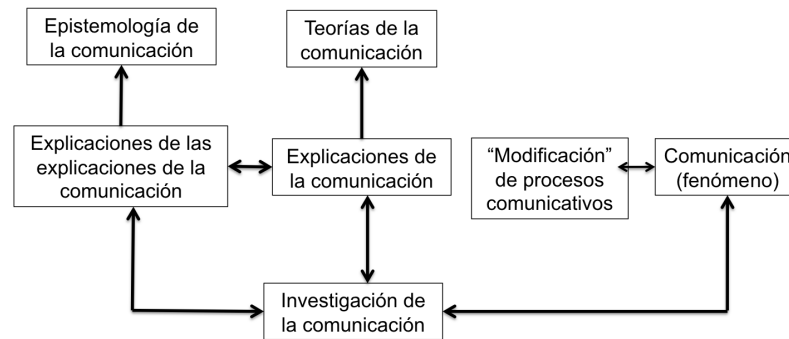 Epistemología de
la comunicación
Teorías de la
comunicación
Explicaciones de las
explicaciones de la
comunicación
Explicaciones de
la comunicación
“Modificación”
de procesos
comunicativos
Comunicación
(fenómeno)
Investigación de
la comunicación